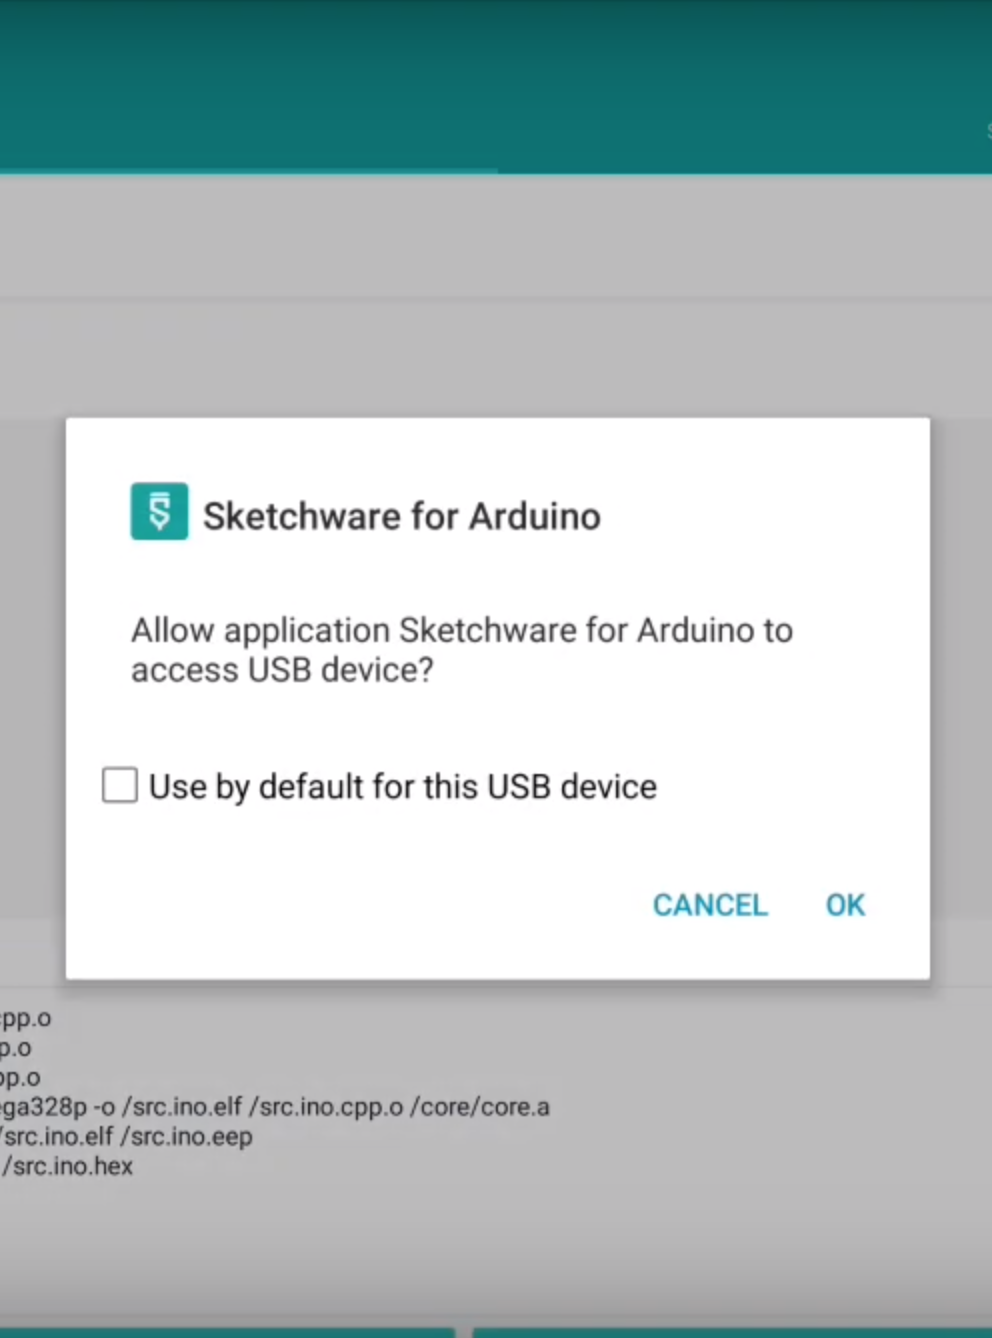 Sketchware for Arduino
Allow application Sketchware for Arduino to
access USB device?
Use by default for this USB device
CANCEL OK
cpp.o
p.o
pp.o
ega328p -o /src.ino.elf /src.ino.cpp.o /core/core.a
/src.ino.elf /src.ino.eep
/src.ino.hex